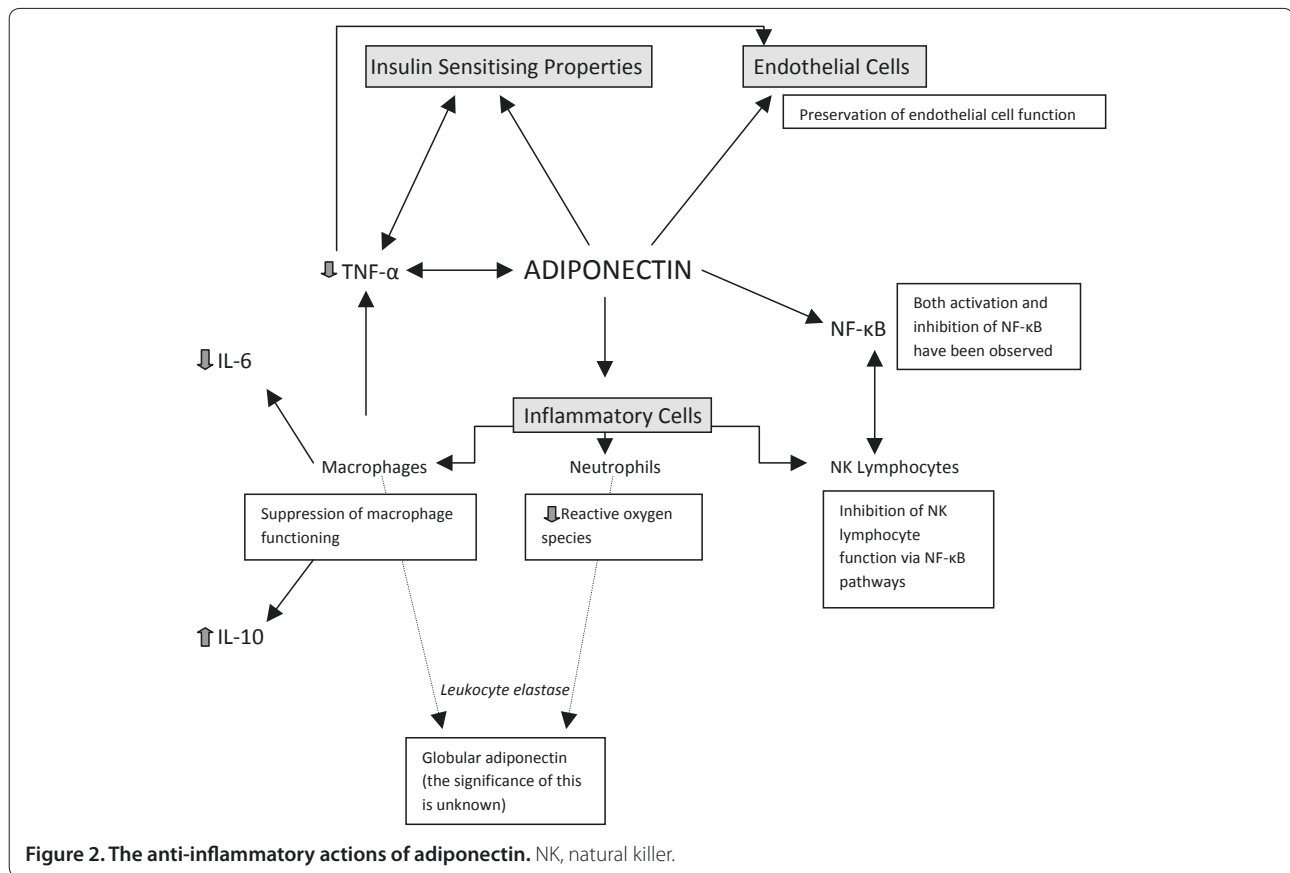 Insulin Sensitising Properties
Endothelial Cells
Preservation of endothelial cell function
TNF-α
ADIPONECTIN
NF-κB
Both activation and
inhibition of NF-κB
have been observed
IL-6
Inflammatory Cells
Macrophages
Neutrophils
NK Lymphocytes
Suppression of macrophage
functioning
Reactive oxygen
species
Inhibition of NK
lymphocyte
function via NF-κB
pathways
IL-10
Leukocyte elastase
Globular adiponectin
(the significance of this
is unknown)
Figure 2. The anti-inflammatory actions of adiponectin. NK, natural killer.